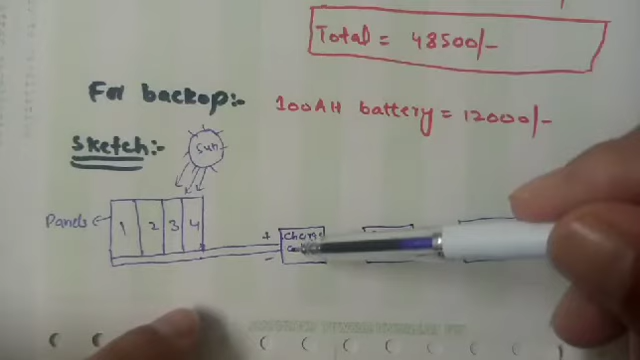 Total = 48500/-
For backup:- 100AH battery = 12000/-
Sketch:-
Sun
Panels
1 2 3 4
+
-